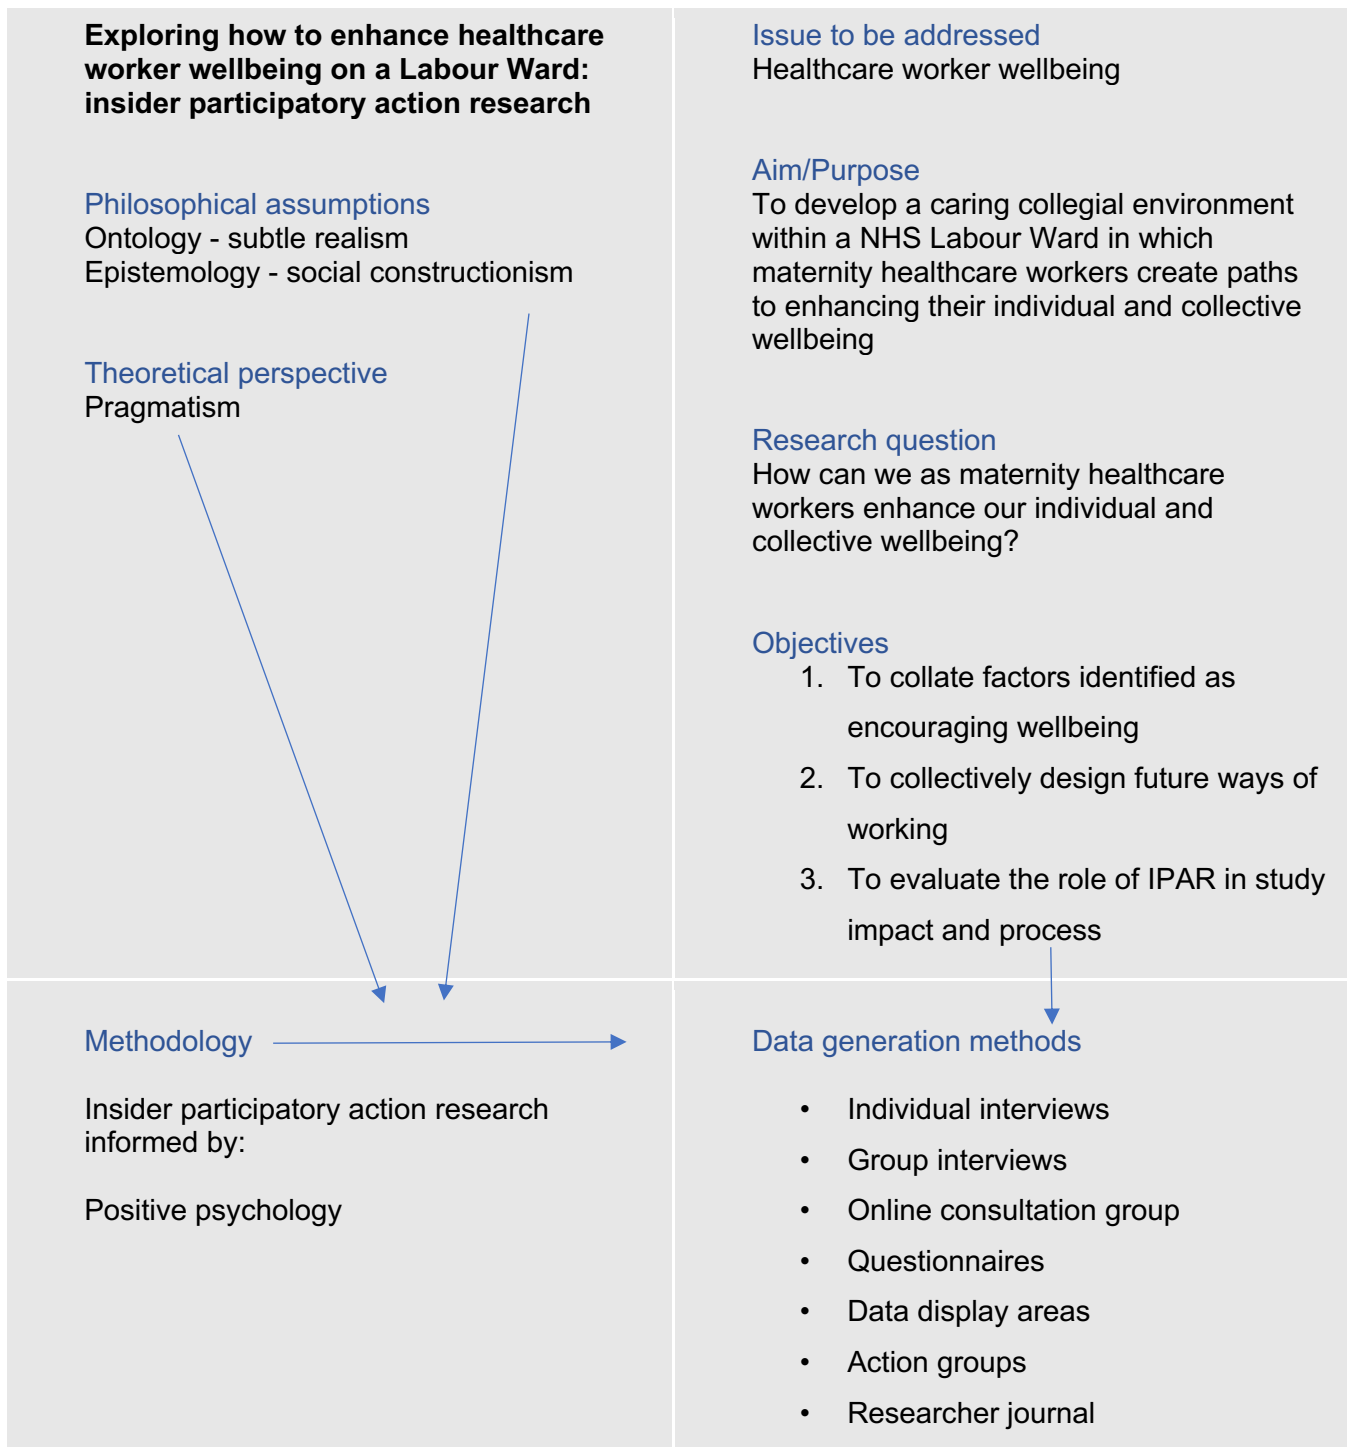 Exploring how to enhance healthcare
worker wellbeing on a Labour Ward:
insider participatory action research
Philosophical assumptions
Ontology - subtle realism
Epistemology - social constructionism
Theoretical perspective
Pragmatism
Issue to be addressed
Healthcare worker wellbeing
Aim/Purpose
To develop a caring collegial environment
within a NHS Labour Ward in which
maternity healthcare workers create paths
to enhancing their individual and collective
wellbeing
Research question
How can we as maternity healthcare
workers enhance our individual and
collective wellbeing?
Objectives
1. To collate factors identified as
encouraging wellbeing
2. To collectively design future ways of
working
3. To evaluate the role of IPAR in study
impact and process
Methodology
Insider participatory action research
informed by:
Positive psychology
Data generation methods
• Individual interviews
• Group interviews
• Online consultation group
• Questionnaires
• Data display areas
• Action groups
• Researcher journal